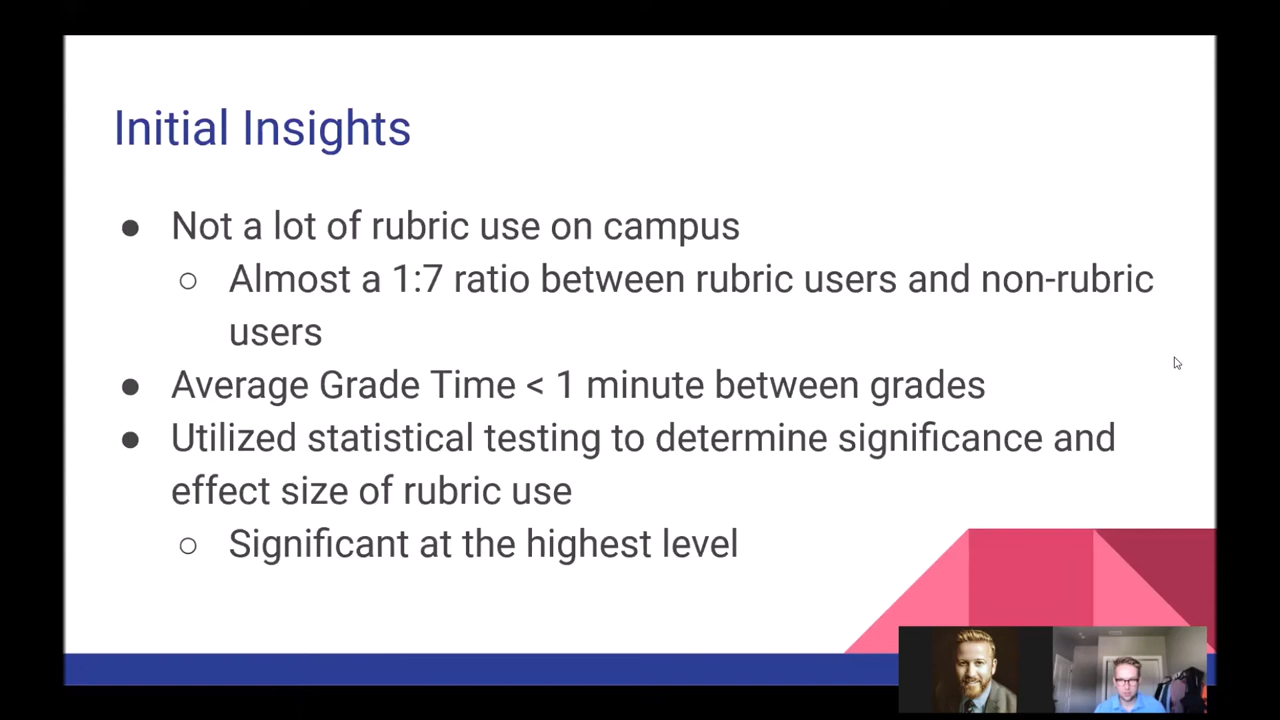 Initial Insights
● Not a lot of rubric use on campus
○ Almost a 1:7 ratio between rubric users and non-rubric
users
● Average Grade Time < 1 minute between grades
● Utilized statistical testing to determine significance and
effect size of rubric use
○ Significant at the highest level